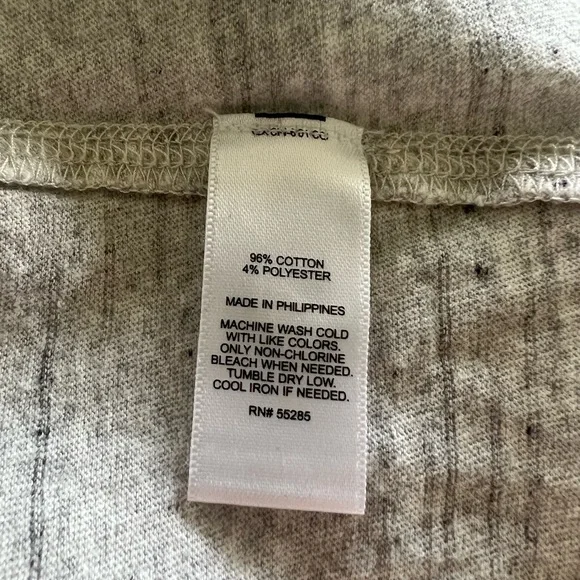 96% COTTON
4% POLYESTER
MADE IN PHILIPPINES
MACHINE WASH COLD
WITH LIKE COLORS.
ONLY NON-CHLORINE
BLEACH WHEN NEEDED.
TUMBLE DRY LOW.
COOL IRON IF NEEDED.
RN# 55285